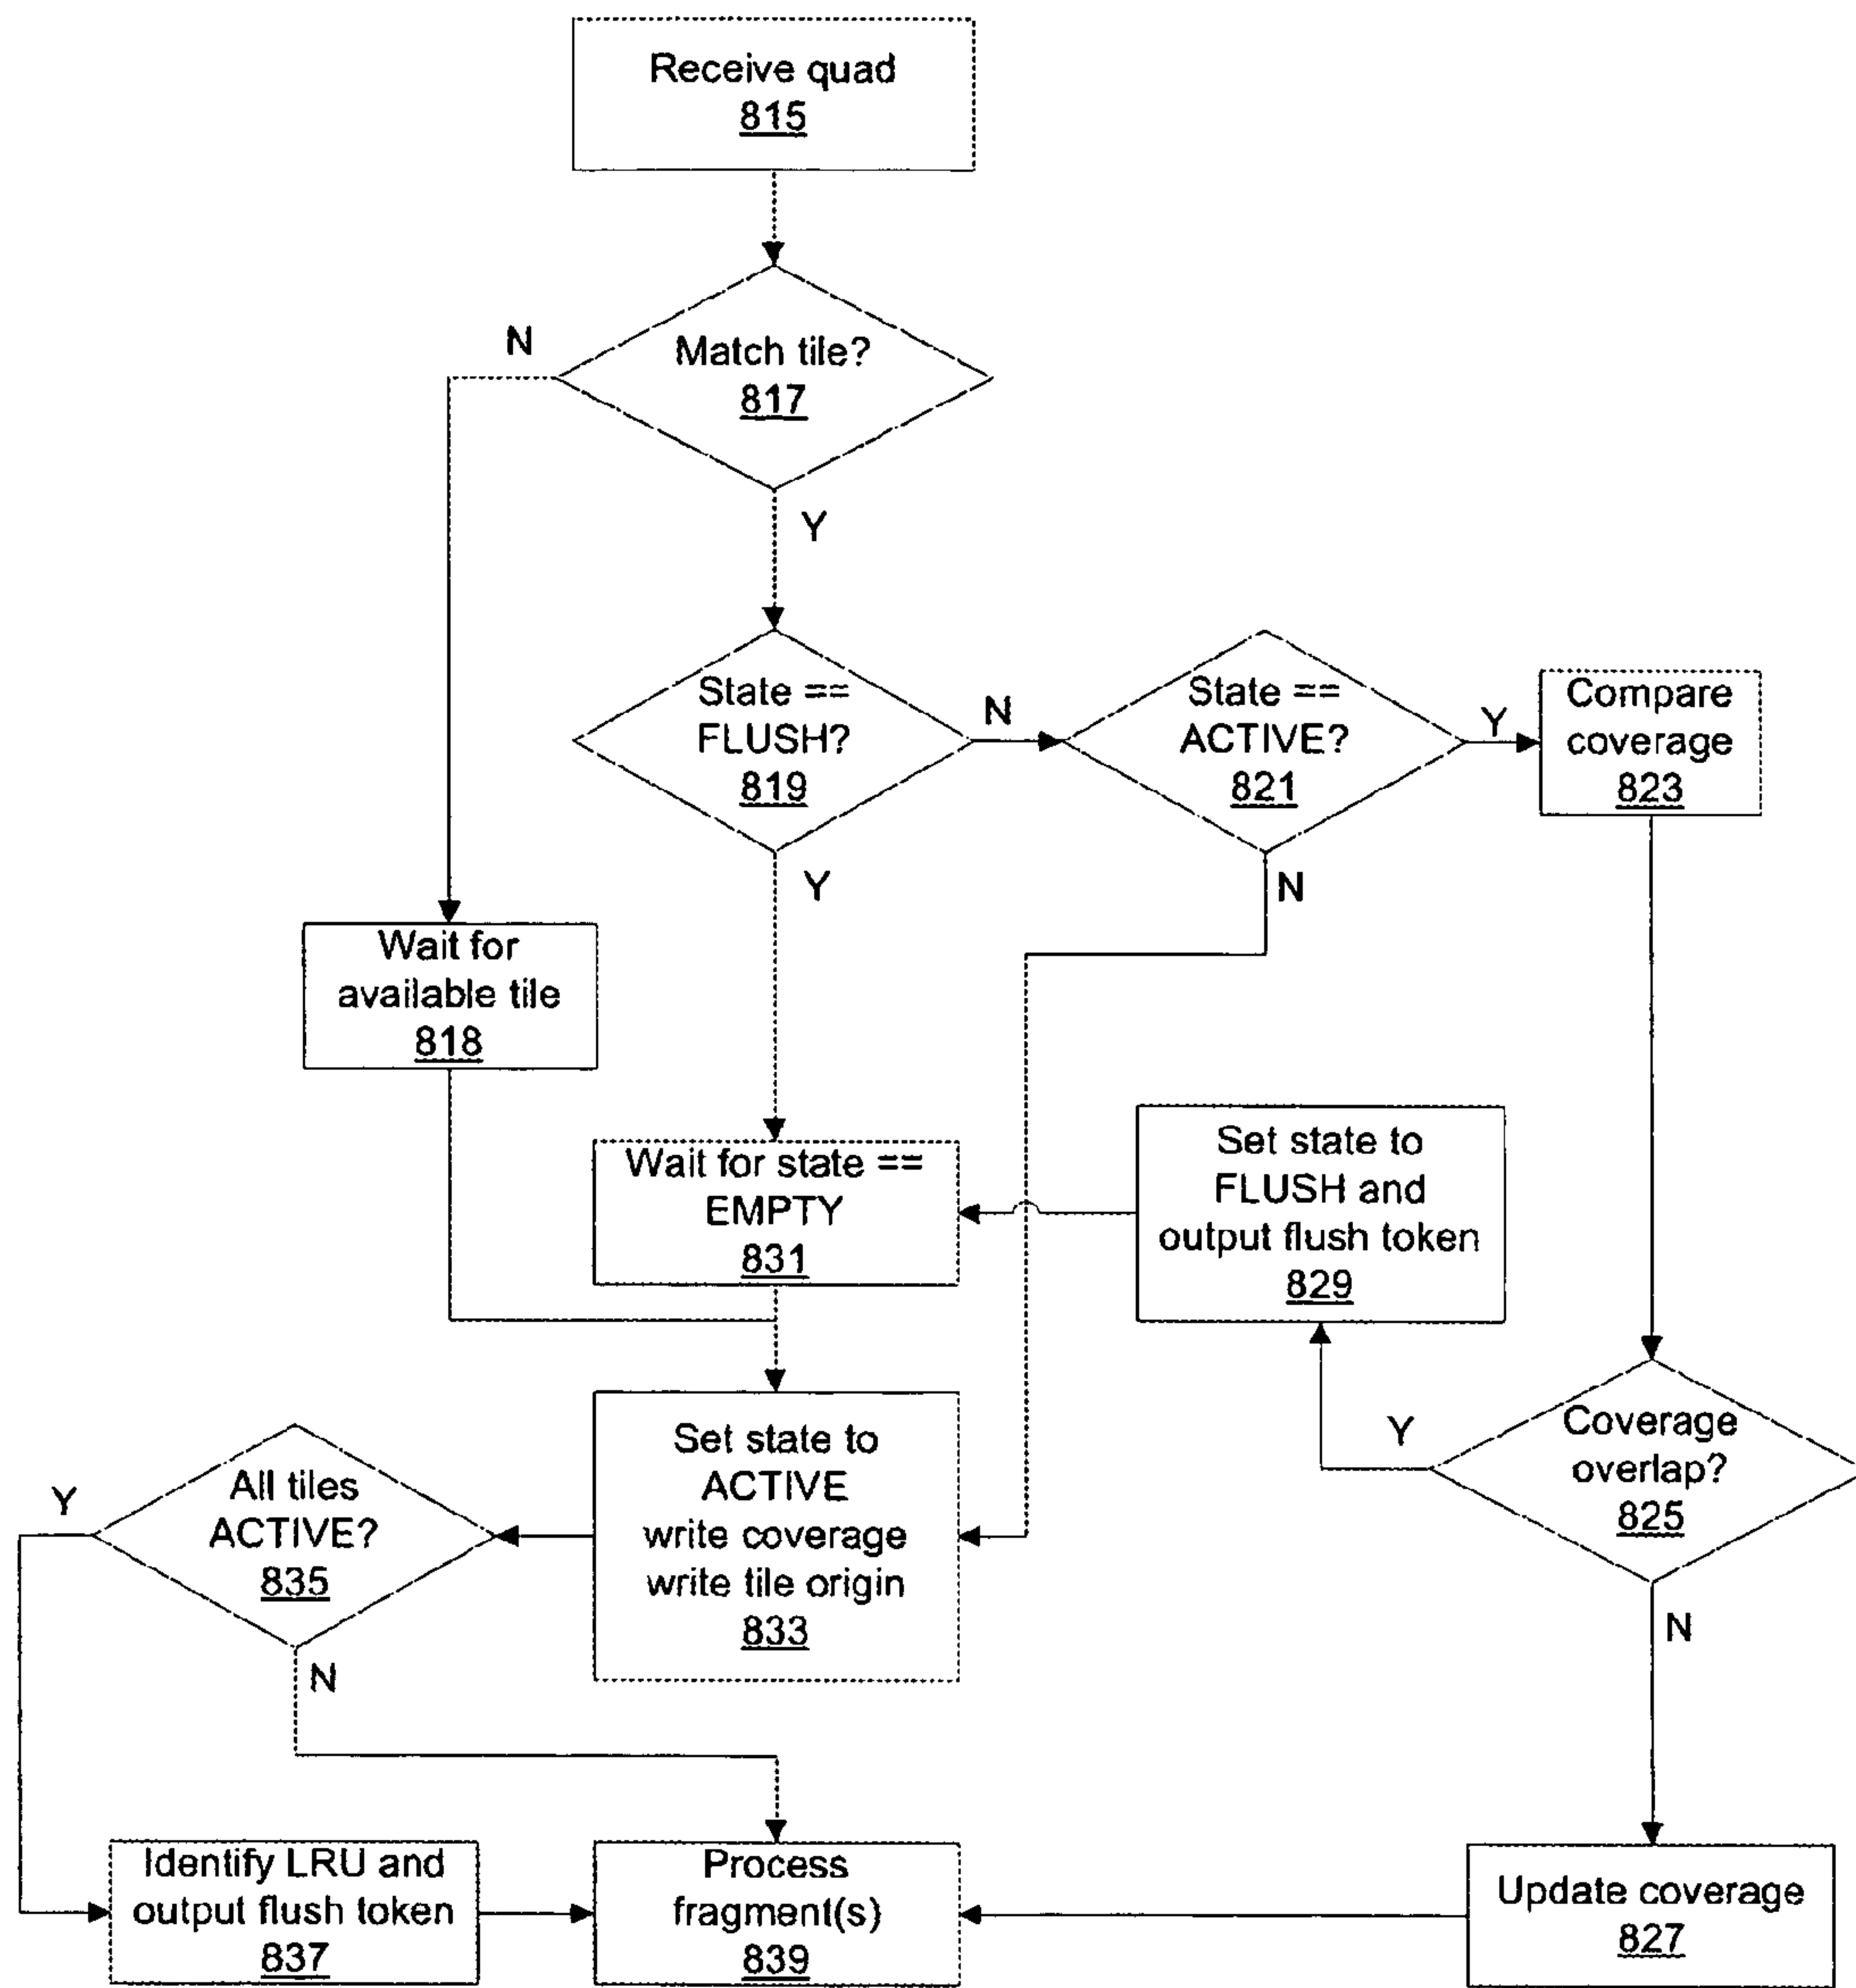 Receive quad
815
N
Match tile?
817
Y
State ==
FLUSH?
819
N
State ==
ACTIVE?
821
Y
Compare
coverage
823
Y
N
Wait for
available tile
818
Wait for state ==
EMPTY
831
Set state to
FLUSH and
output flush token
829
Y
Coverage
overlap?
825
N
Set state to
ACTIVE
write coverage
write tile origin
833
Y
All tiles
ACTIVE?
835
N
Identify LRU and
output flush token
837
Process
fragment(s)
839
Update coverage
827